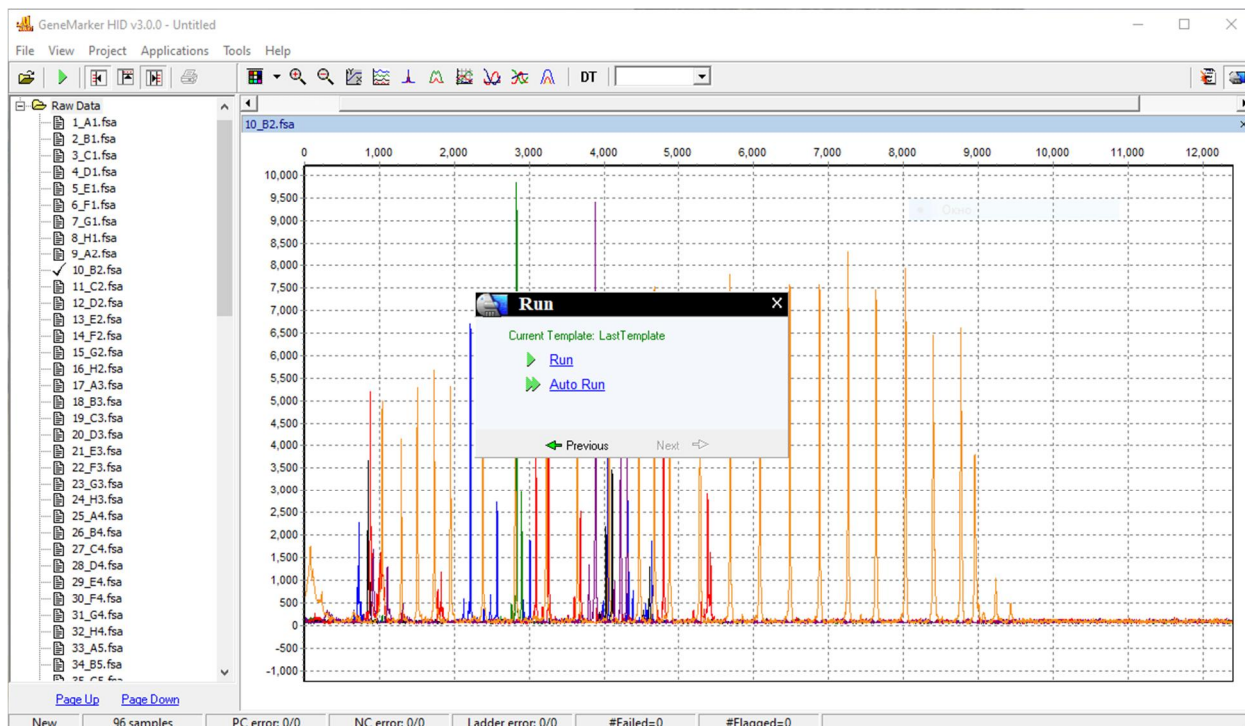 GeneMarker HID v3.0.0 - Untitled
File View Project Applications Tools Help
DT
Raw Data
1_A1.fsa
2_B1.fsa
3_C1.fsa
4_D1.fsa
5_E1.fsa
6_F1.fsa
7_G1.fsa
8_H1.fsa
9_A2.fsa
10_B2.fsa
11_C2.fsa
12_D2.fsa
13_E2.fsa
14_F2.fsa
15_G2.fsa
16_H2.fsa
17_A3.fsa
18_B3.fsa
19_C3.fsa
20_D3.fsa
21_E3.fsa
22_F3.fsa
23_G3.fsa
24_H3.fsa
25_A4.fsa
26_B4.fsa
27_C4.fsa
28_D4.fsa
29_E4.fsa
30_F4.fsa
31_G4.fsa
32_H4.fsa
33_A5.fsa
34_B5.fsa
35_C5.fsa
Page Up Page Down
10_B2.fsa
0 1,000 2,000 3,000 4,000 5,000 6,000 7,000 8,000 9,000 10,000 11,000 12,000
10,000
9,500
9,000
8,500
8,000
7,500
7,000
6,500
6,000
5,500
5,000
4,500
4,000
3,500
3,000
2,500
2,000
1,500
1,000
500
0
-500
-1,000
Run
Current Template: LastTemplate
Run
Auto Run
Previous Next
New 96 samples PC error: 0/0 NC error: 0/0 Ladder error: 0/0 #Failed=0 #Flagged=0